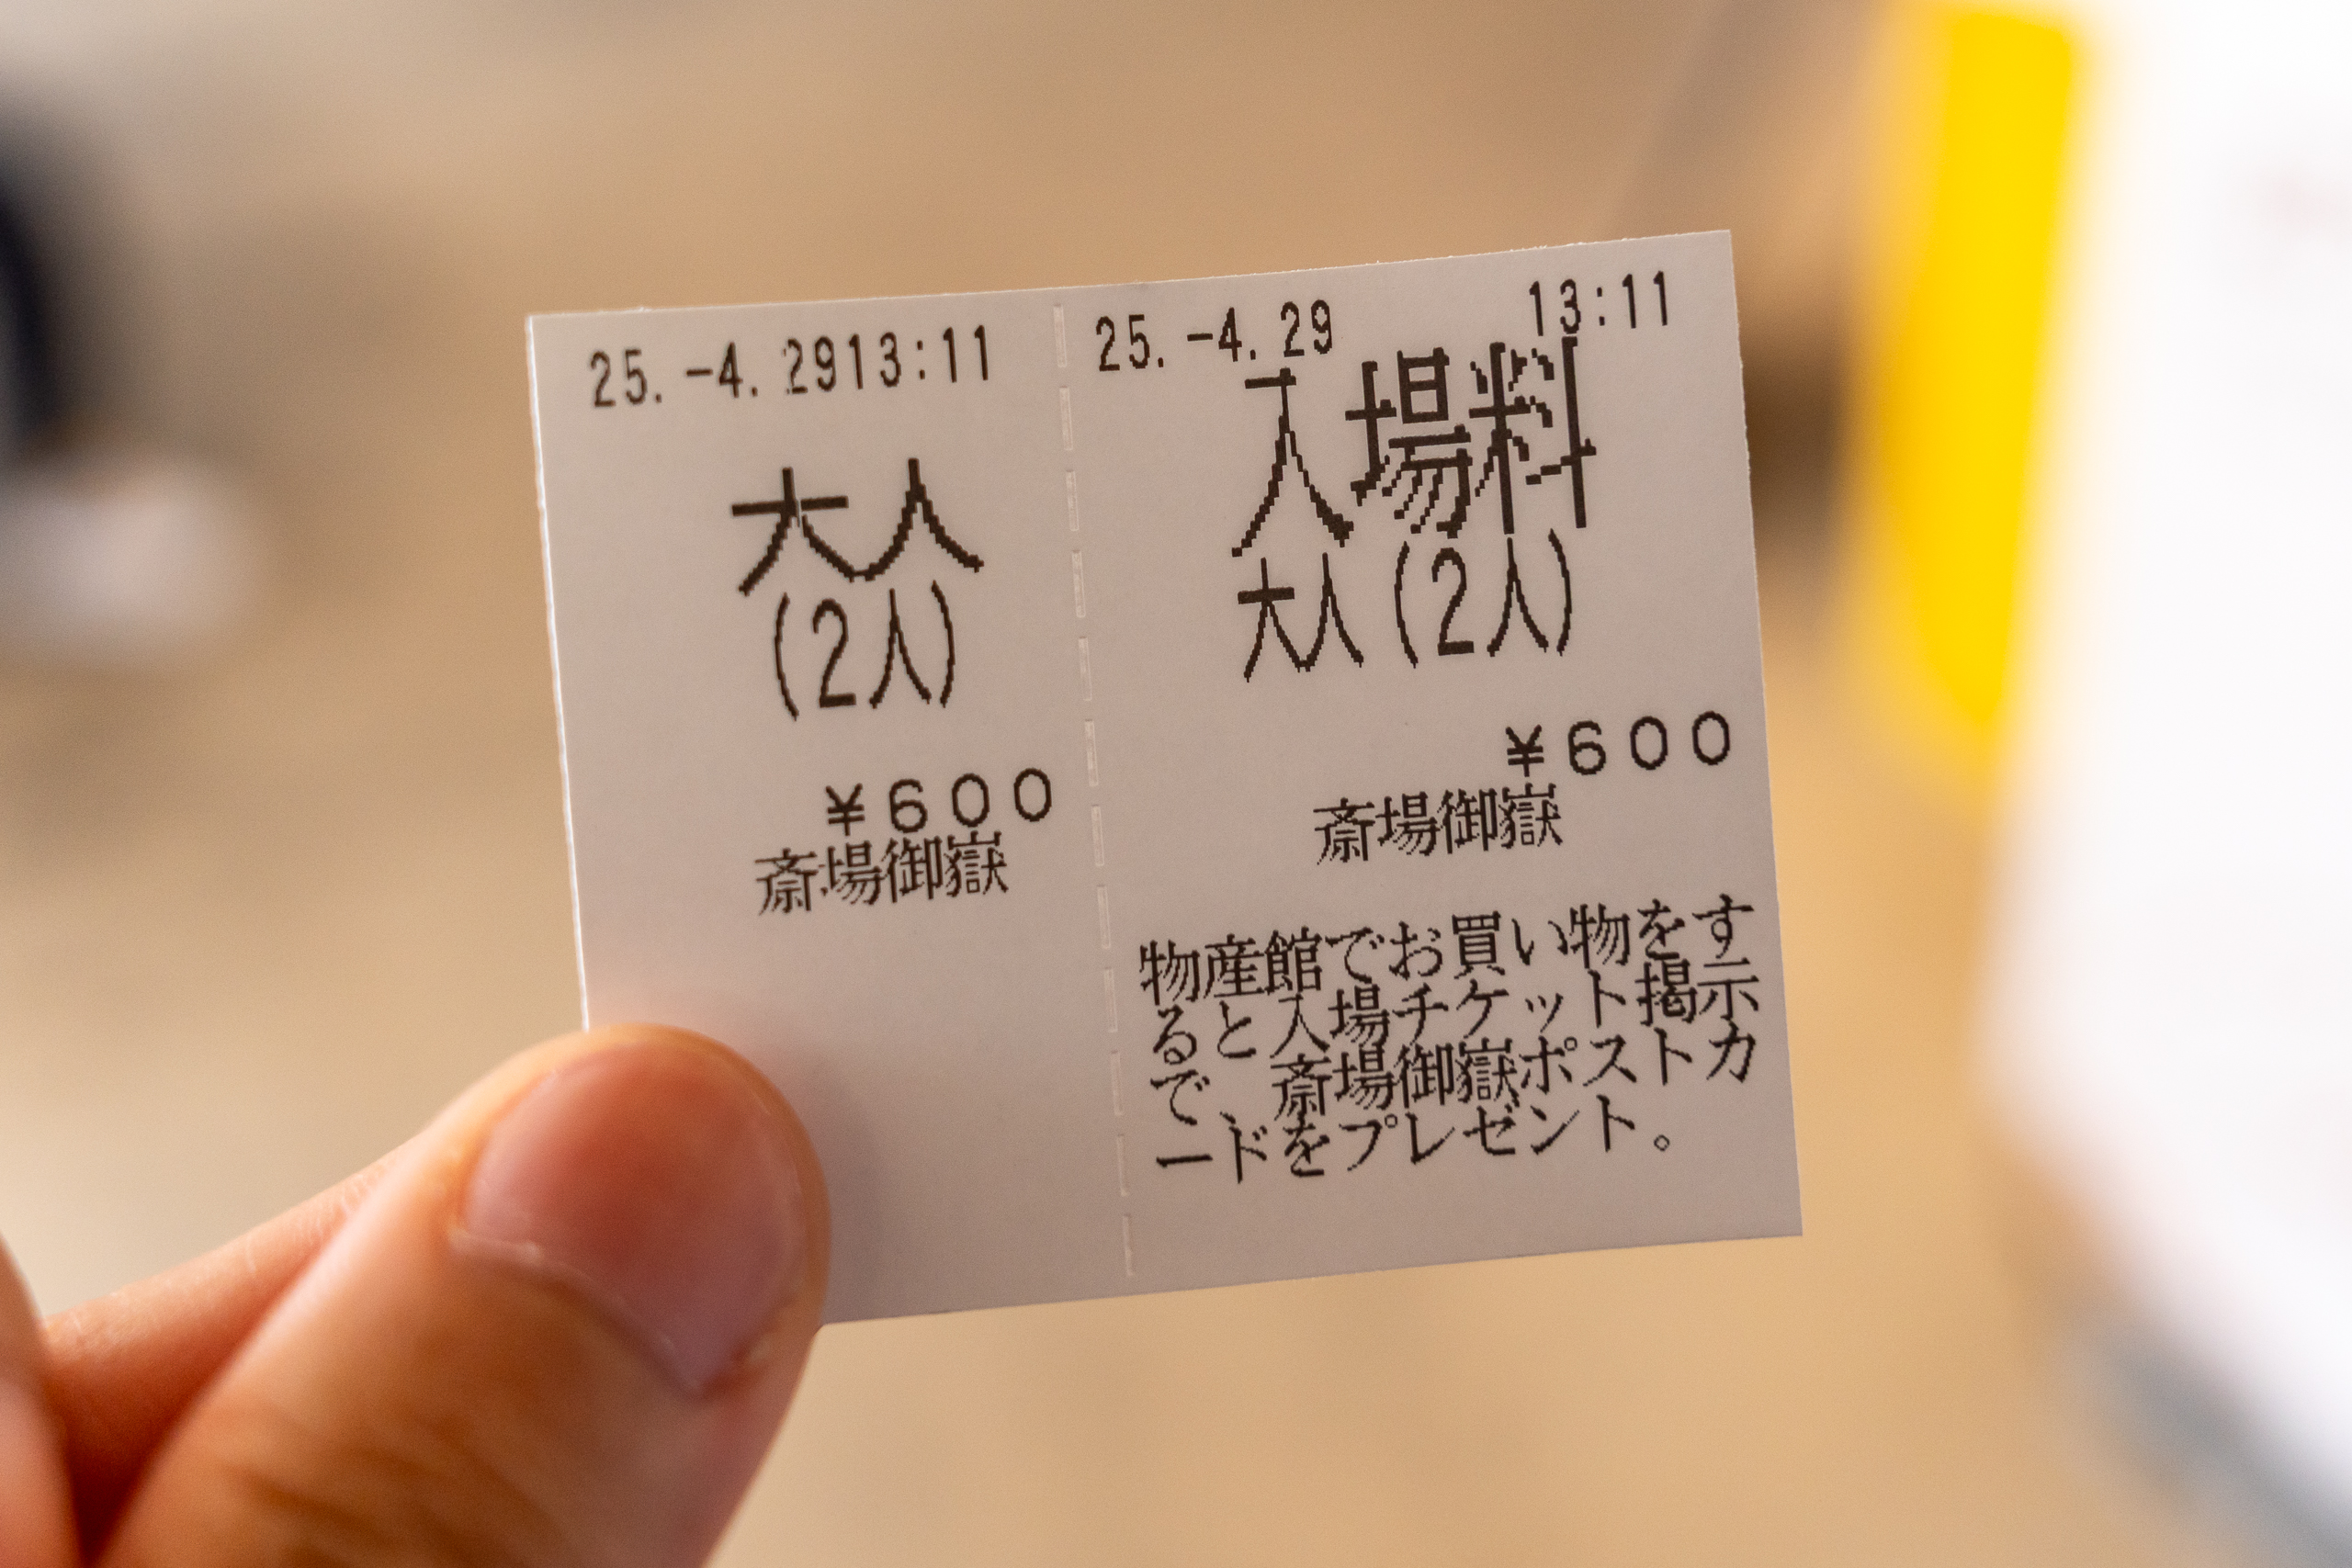 25.-4.2913:11
大人
(2人)
¥600
斎場御嶽
25.-4.29 13:11
入場料
大人(2人)
¥600
斎場御嶽
物産館でお買い物をす
ると入場チケット掲示
で、斎場御嶽ポストカ
ードをプレゼント。